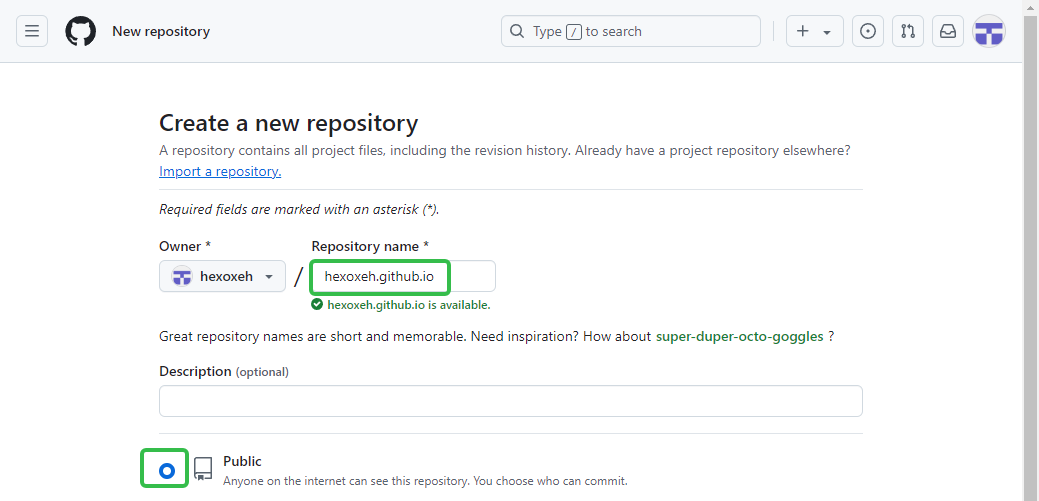 New repository
Type / to search
Create a new repository
A repository contains all project files, including the revision history. Already have a project repository elsewhere?
Import a repository.
Required fields are marked with an asterisk (*).
Owner *
Repository name *
hexoxeh
/
hexoxeh.github.io
hexoxeh.github.io is available.
Great repository names are short and memorable. Need inspiration? How about super-duper-octo-goggles ?
Description (optional)
Public
Anyone on the internet can see this repository. You choose who can commit.